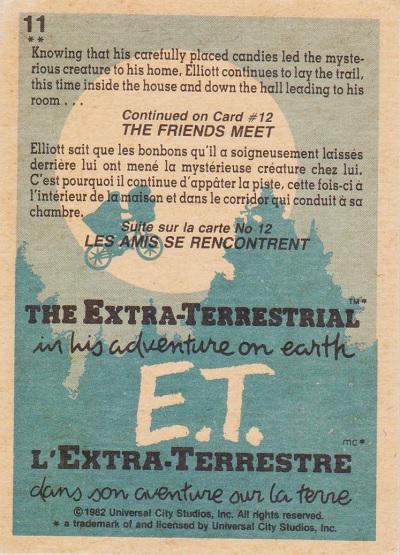 11
**
Knowing that his carefully placed candies led the myste-
rious creature to his home, Elliott continues to lay the trail,
this time inside the house and down the hall leading to his
room . . .
Continued on Card #12
THE FRIENDS MEET
Elliott sait que les bonbons qu'il a soigneusement laissés
derrière lui ont mené la mystérieuse créature chez lui.
C'est pourquoi il continue d'appâter la piste, cette fois-ci à
l'intérieur de la maison et dans le corridor qui conduit à sa
chambre.
Suite sur la carte No 12
LES AMIS SE RENCONTRENT
THE EXTRA-TERRESTRIAL TM*
in his adventure on earth
E.T.
mc*
L'EXTRA-TERRESTRE
dans son aventure sur la terre
©1982 Universal City Studios, Inc. All rights reserved.
* a trademark of and licensed by Universal City Studios, Inc.